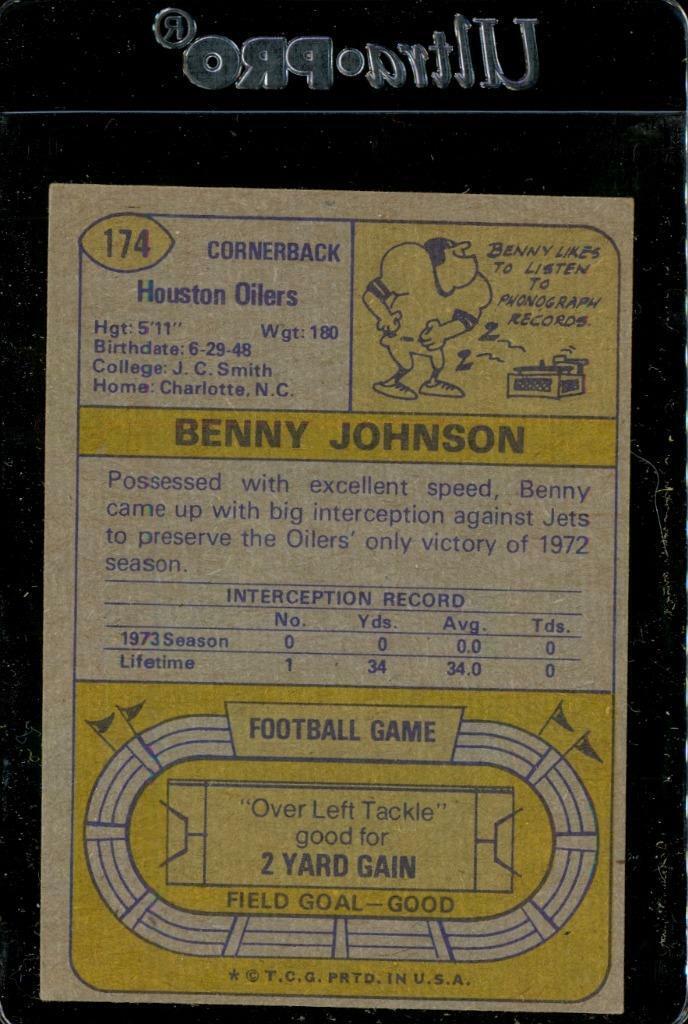 Ultra•PRO®
174
CORNERBACK
Houston Oilers
Hgt: 5'11" Wgt: 180
Birthdate: 6-29-48
College: J. C. Smith
Home: Charlotte, N.C.
BENNY LIKES
TO LISTEN
TO
PHONOGRAPH
RECORDS.
2
2
BENNY JOHNSON
Possessed with excellent speed, Benny
came up with big interception against Jets
to preserve the Oilers' only victory of 1972
season.
INTERCEPTION RECORD
No. Yds. Avg. Tds.
1973 Season 0 0 0.0 0
Lifetime 1 34 34.0 0
FOOTBALL GAME
"Over Left Tackle"
good for
2 YARD GAIN
FIELD GOAL—GOOD
* © T.C.G. PRTD. IN U.S.A.